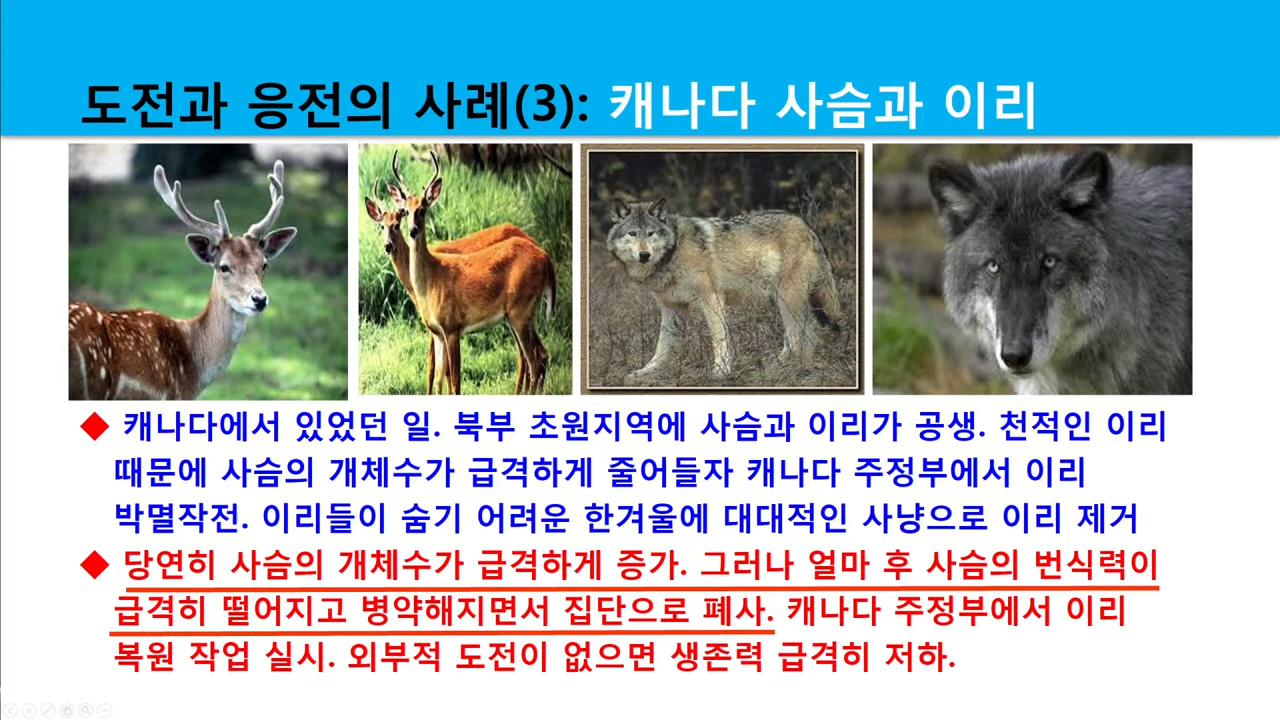 도전과 응전의 사례(3): 캐나다 사슴과 이리
◆ 캐나다에서 있었던 일. 북부 초원지역에 사슴과 이리가 공생. 천적인 이리
때문에 사슴의 개체수가 급격하게 줄어들자 캐나다 주정부에서 이리
박멸작전. 이리들이 숨기 어려운 한겨울에 대대적인 사냥으로 이리 제거
◆ 당연히 사슴의 개체수가 급격하게 증가. 그러나 얼마 후 사슴의 번식력이
급격히 떨어지고 병약해지면서 집단으로 폐사. 캐나다 주정부에서 이리
복원 작업 실시. 외부적 도전이 없으면 생존력 급격히 저하.